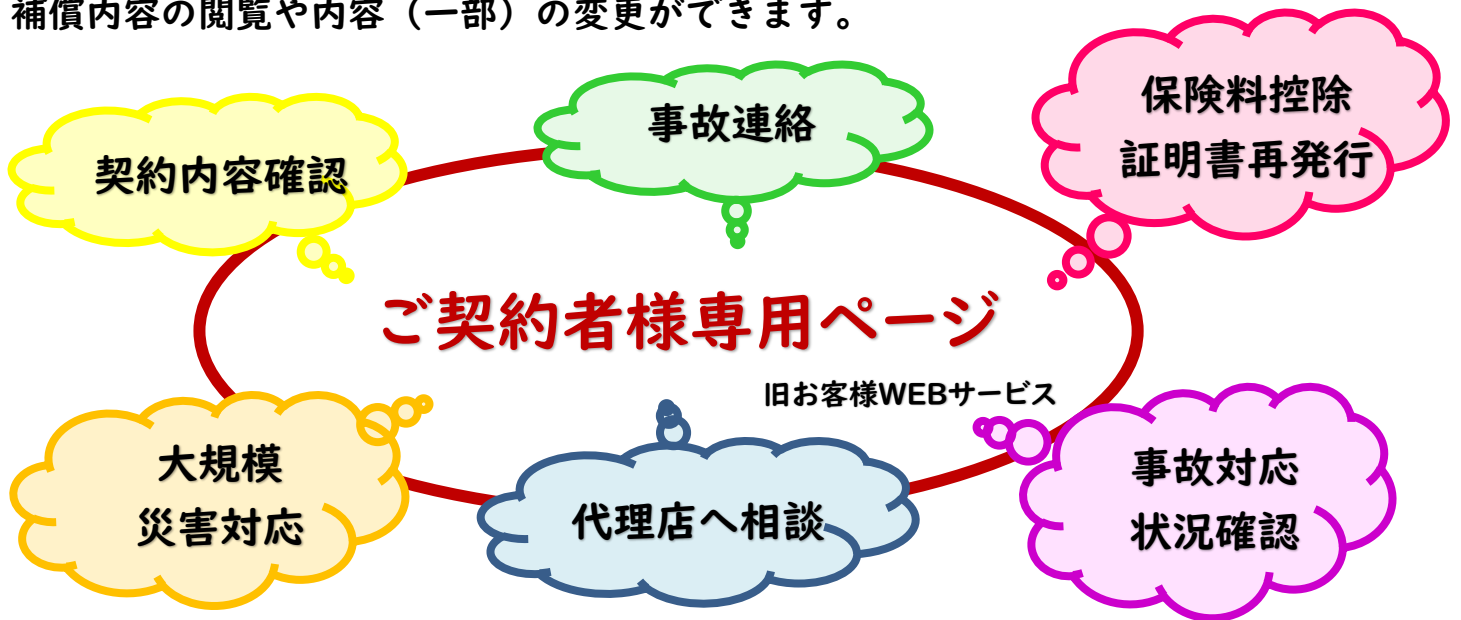 補償内容の閲覧や内容（一部）の変更ができます。
事故連絡
保険料控除
証明書再発行
契約内容確認
ご契約者様専用ページ
旧お客様WEBサービス
大規模
災害対応
代理店へ相談
事故対応
状況確認